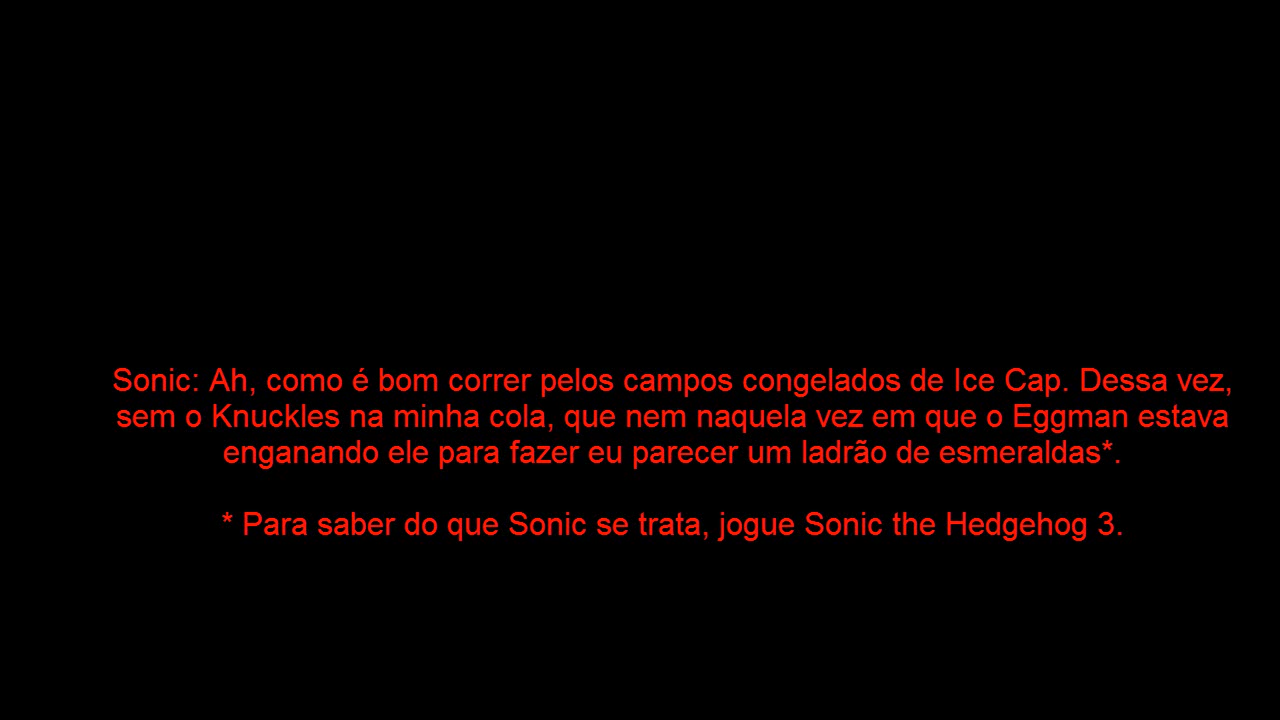 Sonic: Ah, como é bom correr pelos campos congelados de Ice Cap. Dessa vez,
sem o Knuckles na minha cola, que nem naquela vez em que o Eggman estava
enganando ele para fazer eu parecer um ladrão de esmeraldas*.
* Para saber do que Sonic se trata, jogue Sonic the Hedgehog 3.